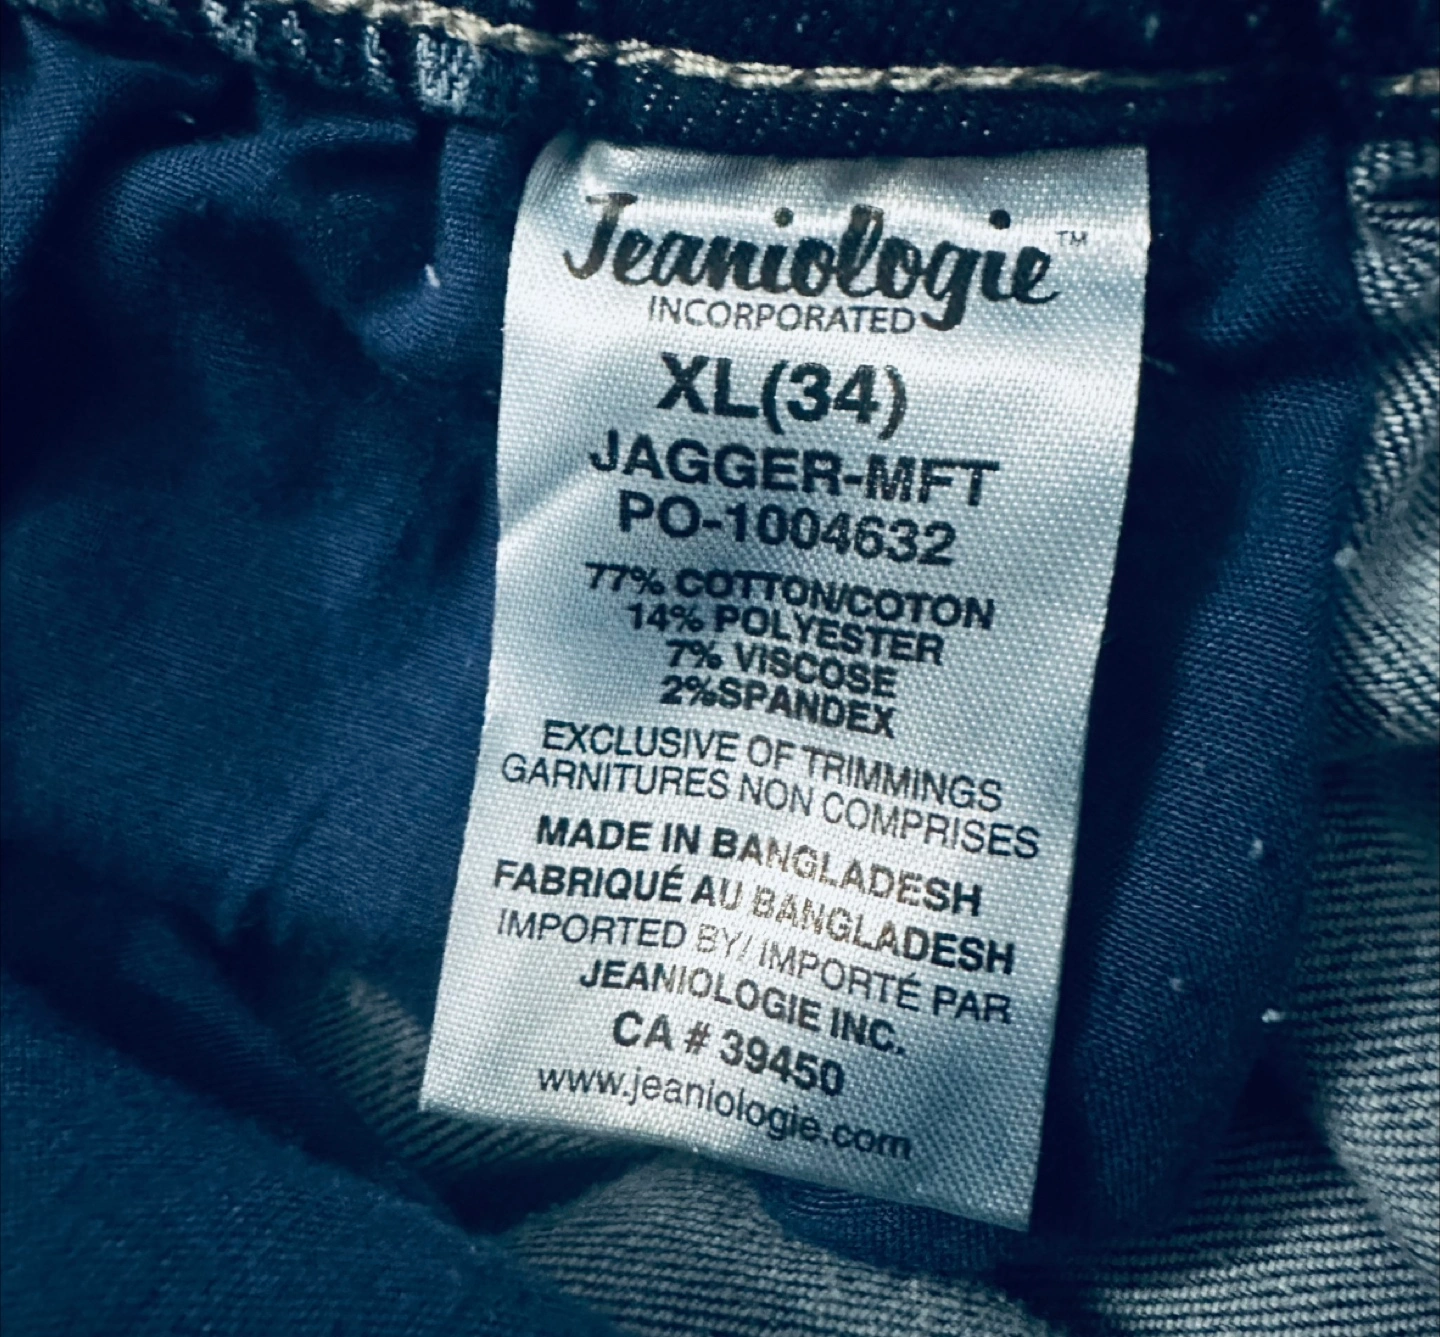 Jeaniologie™
INCORPORATED
XL(34)
JAGGER-MFT
PO-1004632
77% COTTON/COTON
14% POLYESTER
7% VISCOSE
2%SPANDEX
EXCLUSIVE OF TRIMMINGS
GARNITURES NON COMPRISES
MADE IN BANGLADESH
FABRIQUÉ AU BANGLADESH
IMPORTED BY/ IMPORTÉ PAR
JEANIOLOGIE INC.
CA # 39450
www.jeaniologie.com